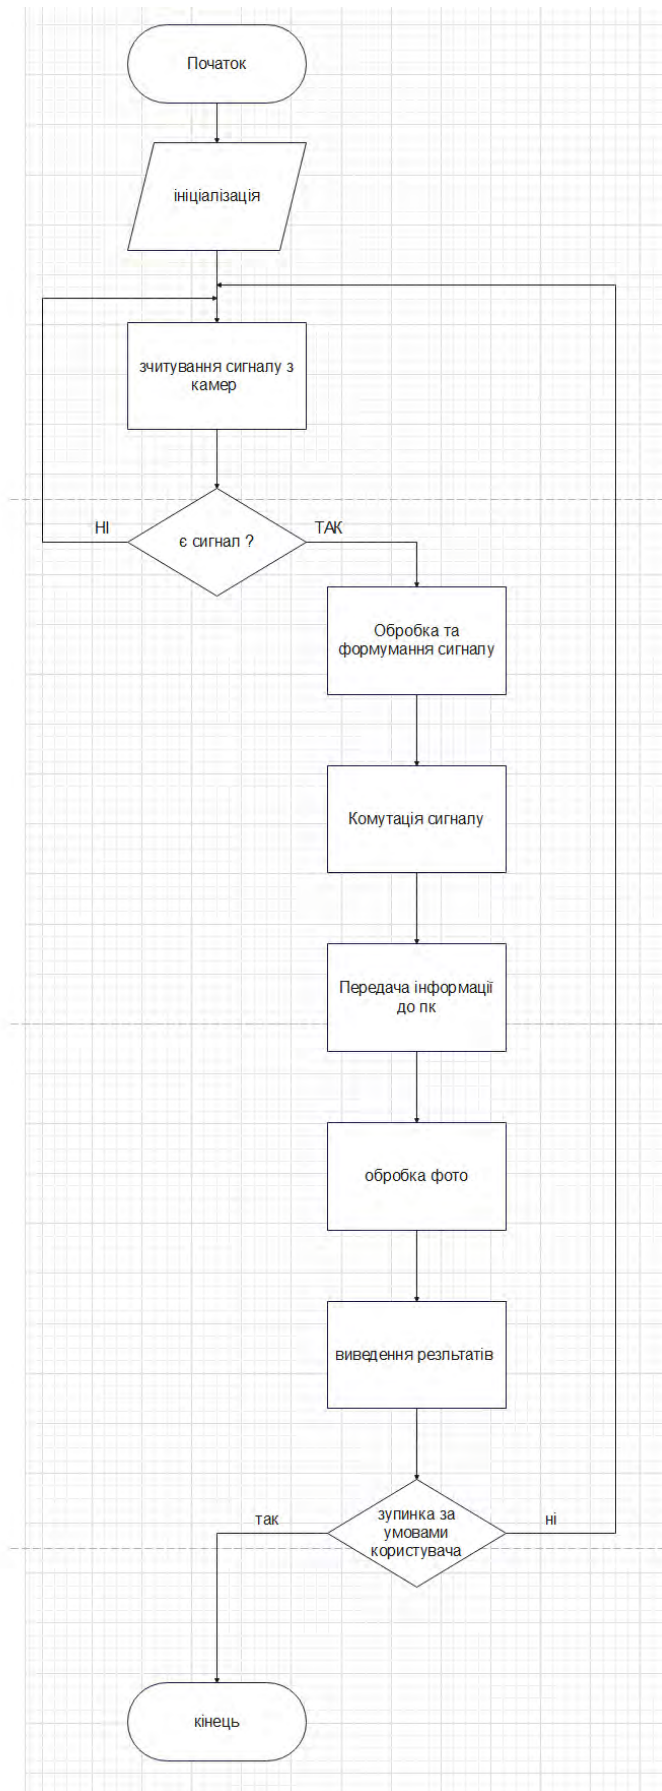 Початок
ініціалізація
зчитування сигналу з
камер
НІ
є сигнал ?
ТАК
Обробка та
формумання сигналу
Комутація сигналу
Передача інформації
до пк
обробка фото
виведення резльтатів
так
зупинка за
умовами
користувача
ні
кінець